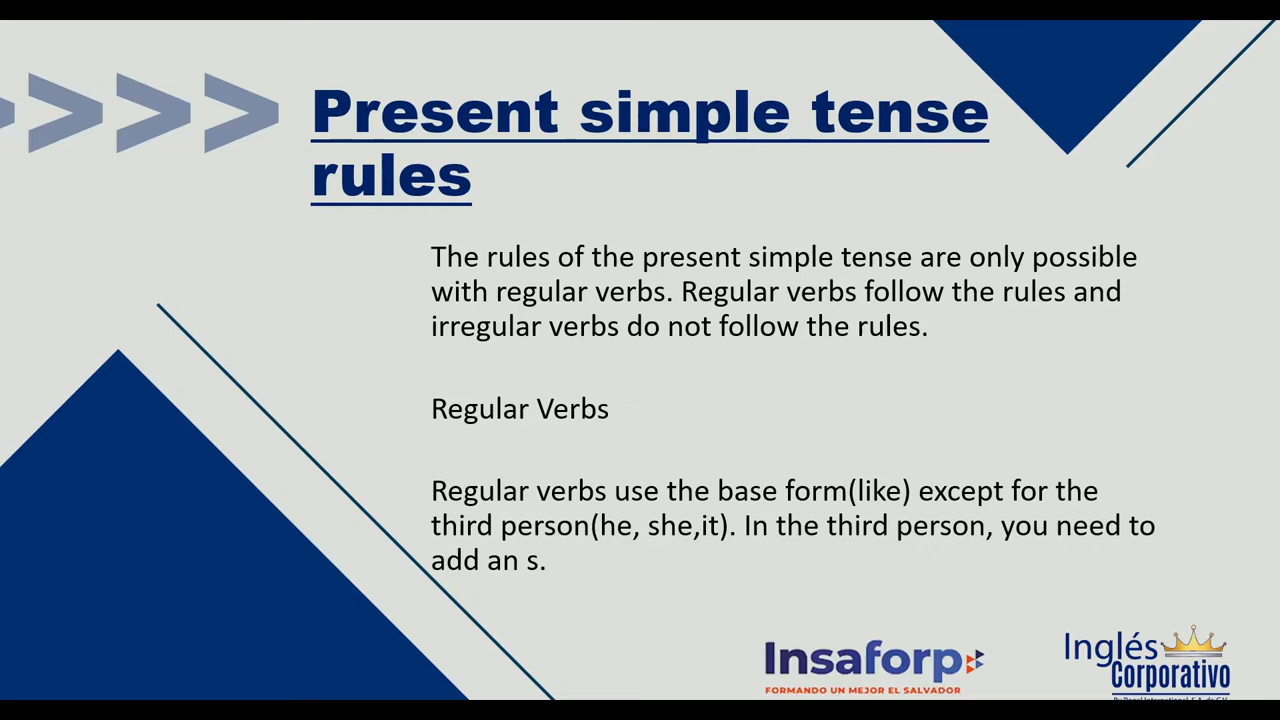 Present simple tense
rules
The rules of the present simple tense are only possible
with regular verbs. Regular verbs follow the rules and
irregular verbs do not follow the rules.
Regular Verbs
Regular verbs use the base form(like) except for the
third person(he, she,it). In the third person, you need to
add an s.
Insaforp
FORMANDO UN MEJOR EL SALVADOR
Inglés
Corporativo